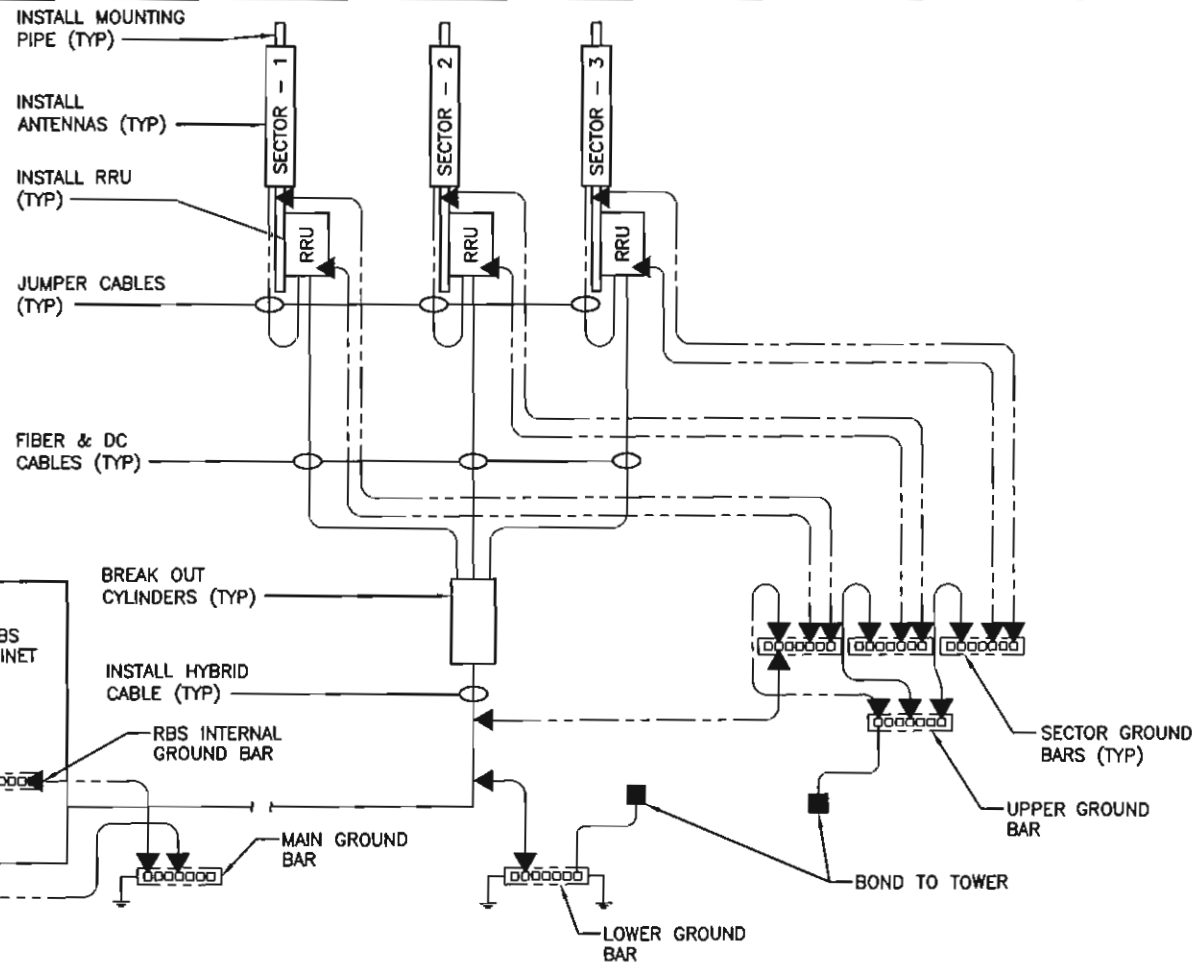 INSTALL MOUNTING
PIPE (TYP)
SECTOR - 1
SECTOR - 2
SECTOR - 3
INSTALL
ANTENNAS (TYP)
INSTALL RRU
(TYP)
RRU
RRU
RRU
JUMPER CABLES
(TYP)
FIBER & DC
CABLES (TYP)
BREAK OUT
CYLINDERS (TYP)
BS
INET
INSTALL HYBRID
CABLE (TYP)
RBS INTERNAL
GROUND BAR
SECTOR GROUND
BARS (TYP)
UPPER GROUND
BAR
MAIN GROUND
BAR
BOND TO TOWER
LOWER GROUND
BAR